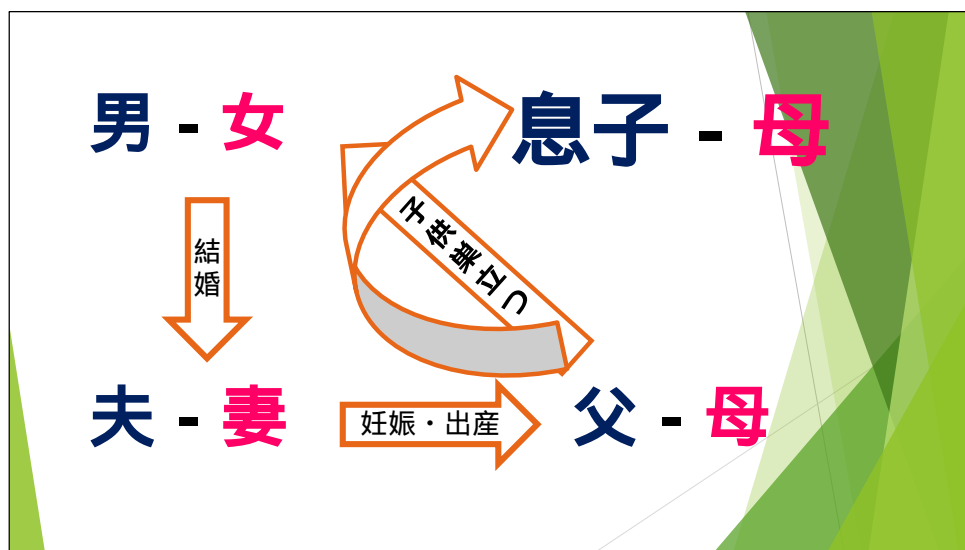 男 - 女
息子 - 母
結婚
子供巣立つ
夫 - 妻
妊娠・出産
父 - 母